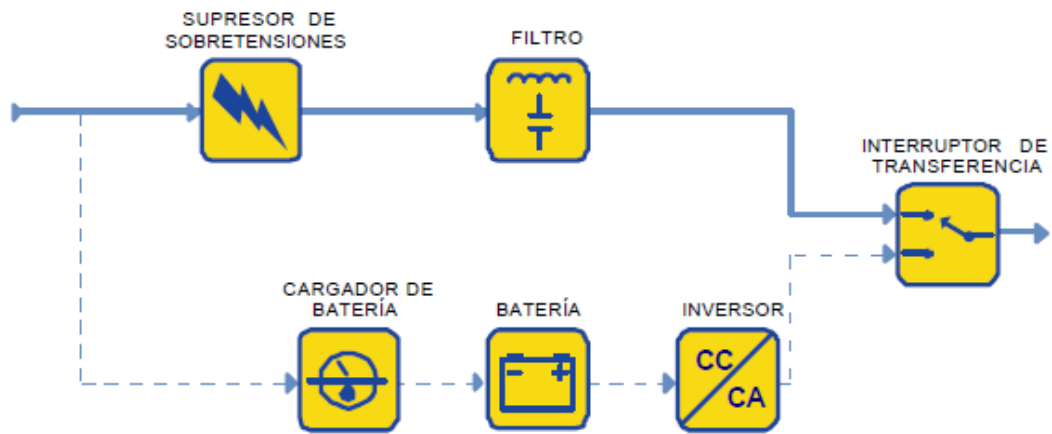 SUPRESOR DE
SOBRETENSIONES
FILTRO
INTERRUPTOR DE
TRANSFERENCIA
CARGADOR DE
BATERÍA
BATERÍA
INVERSOR
CC
CA